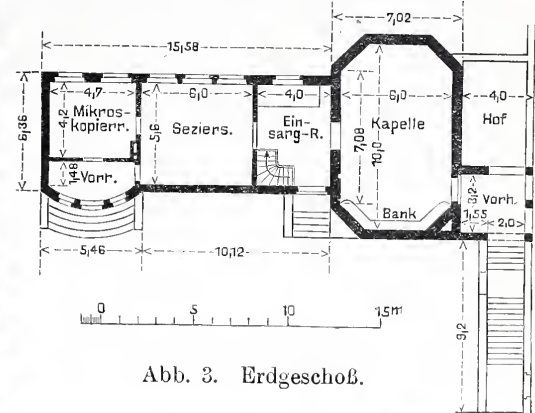 7,02
15,58
4,7
6,0
4,0
6,0
4,0
6,36
4,2
Mikros-
kopierr.
5,6
Seziers.
Ein-
sarg-R.
7,08
10,0
Kapelle
Hof
1,48
Vorr.
3,2
Vorh.
1,55
2,0
Bank
5,46
10,12
9,2
0
5
10
15m
Abb. 3. Erdgeschoß.